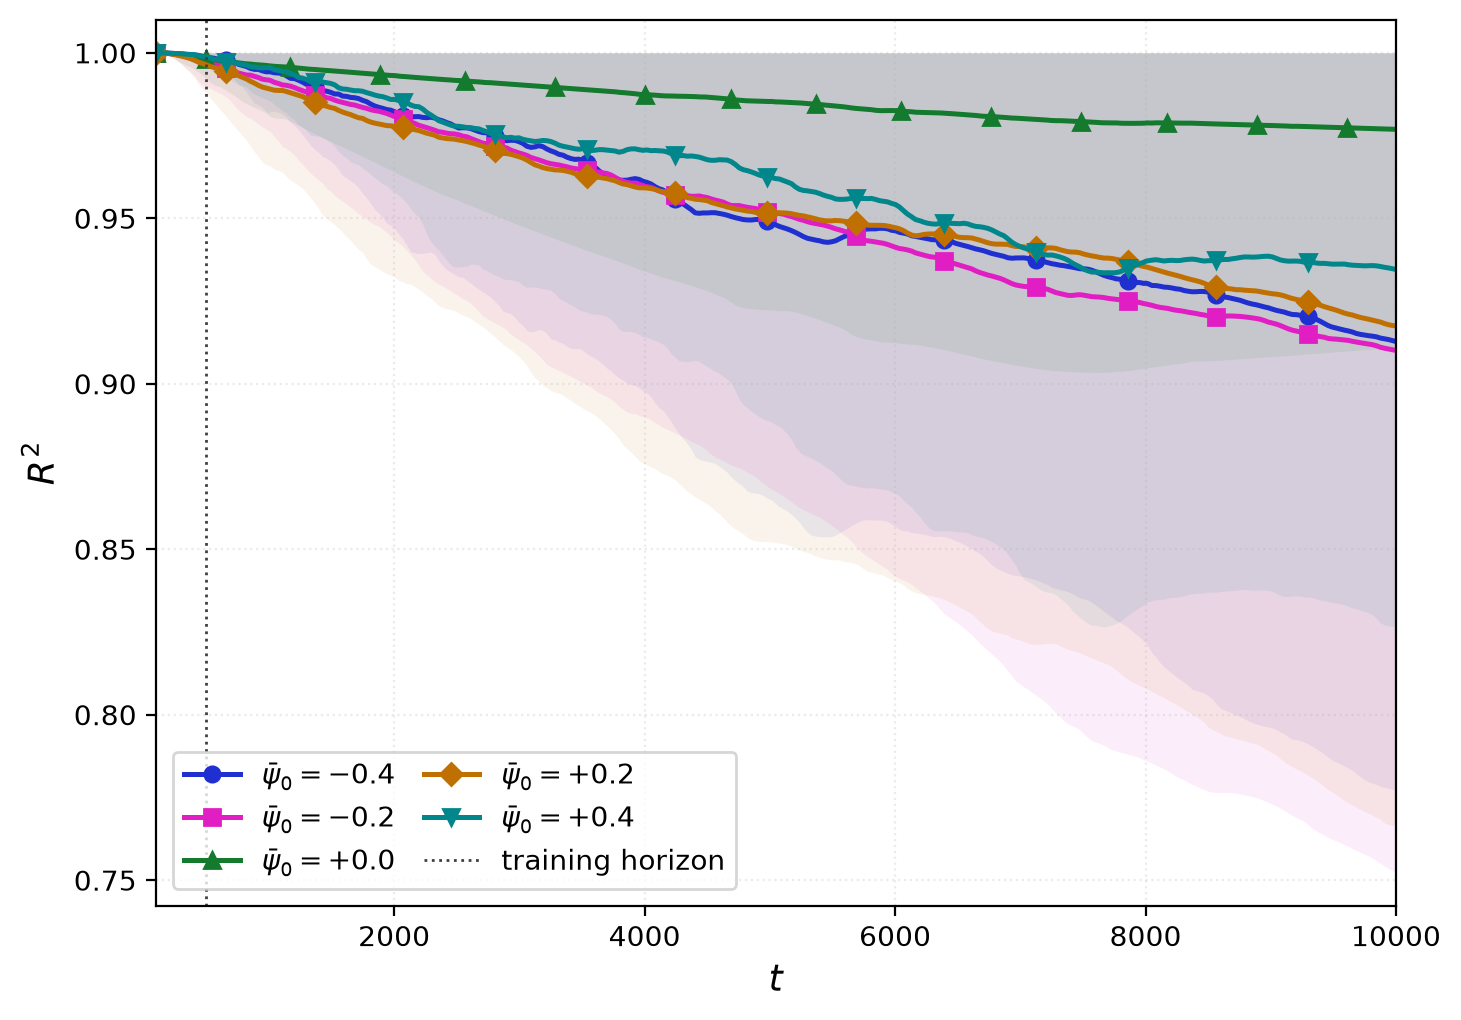 1.00
0.95
0.90
0.85
0.80
0.75
R²
ψ̄₀ = −0.4
ψ̄₀ = −0.2
ψ̄₀ = +0.0
ψ̄₀ = +0.2
ψ̄₀ = +0.4
training horizon
2000 4000 6000 8000 10000
t